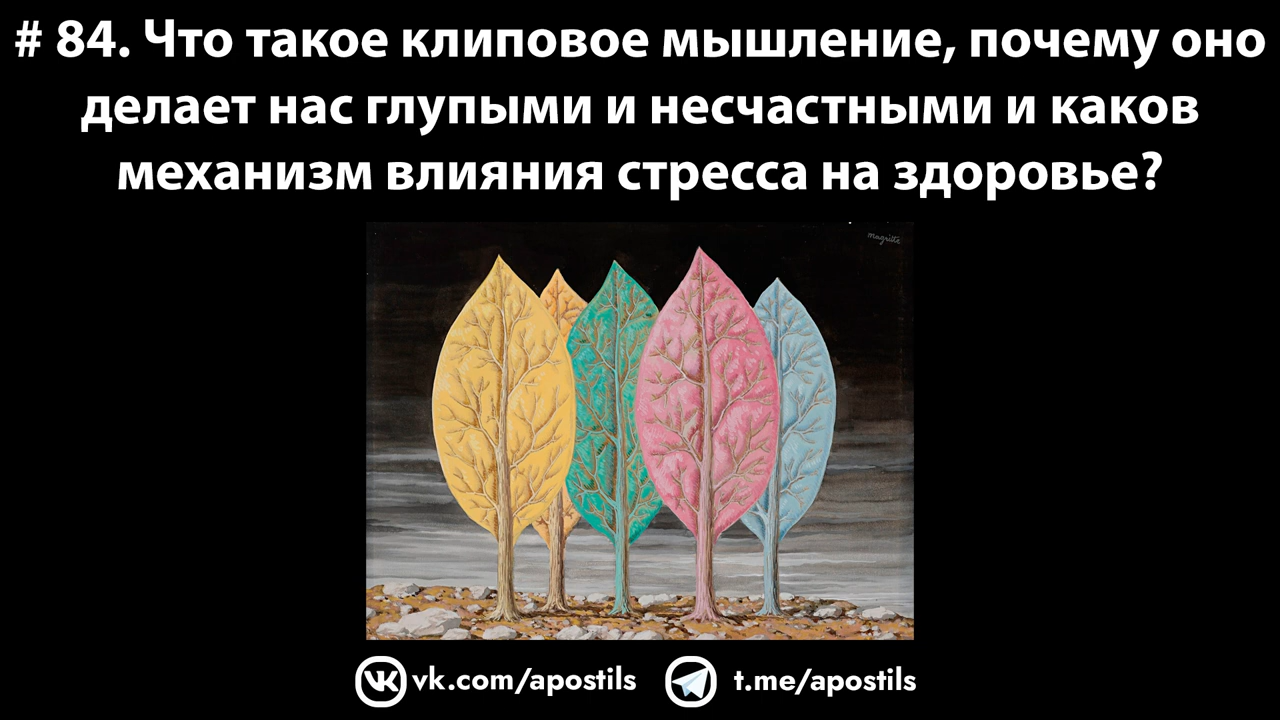 # 84. Что такое клиповое мышление, почему оно
делает нас глупыми и несчастными и каков
механизм влияния стресса на здоровье?
magritte
vk.com/apostils
t.me/apostils